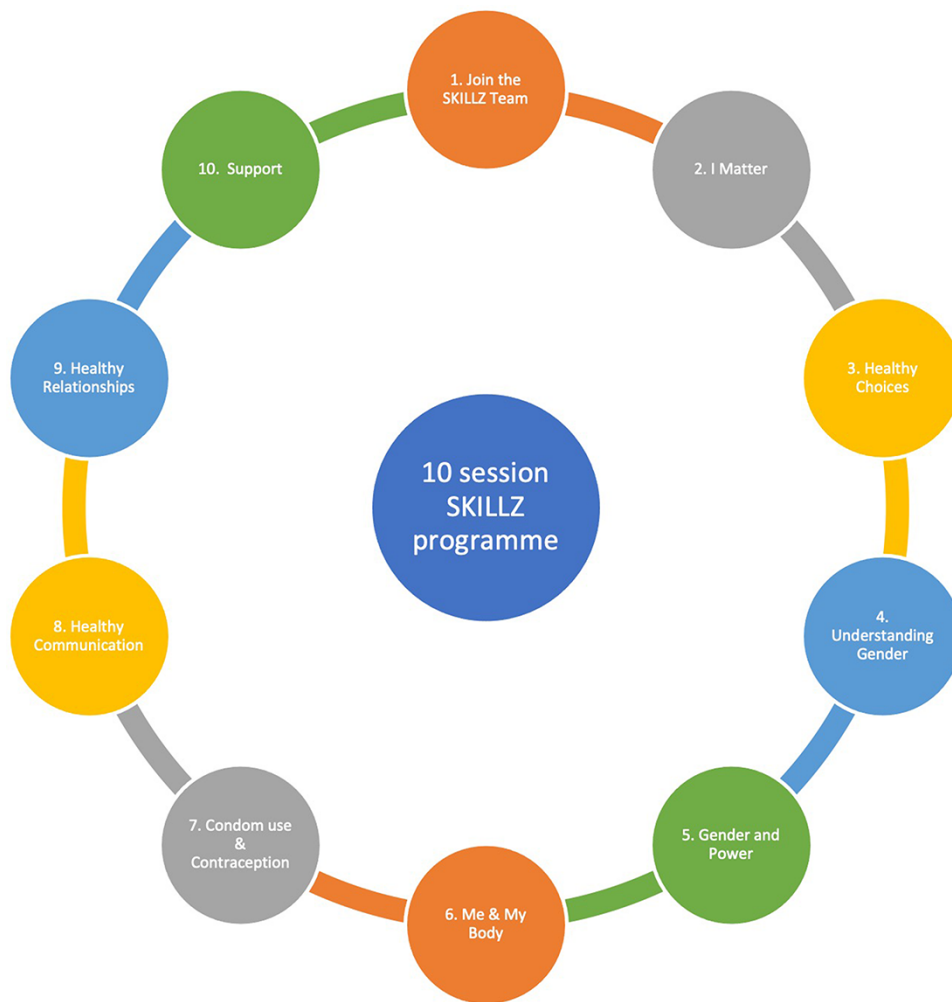 1. Join the
SKILLZ Team
2. I Matter
3. Healthy
Choices
4.
Understanding
Gender
5. Gender and
Power
6. Me & My
Body
7. Condom use
&
Contraception
8. Healthy
Communication
9. Healthy
Relationships
10.  Support
10 session
SKILLZ
programme